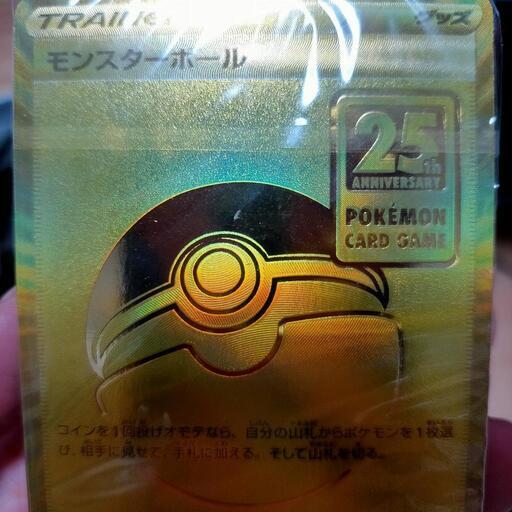 TRAINER
グッズ
モンスターボール
25th
ANNIVERSARY
POKÉMON
CARD GAME
コインを1回投げオモテなら、自分の山札からポケモンを1枚選
び、相手に見せて、手札に加える。そして山札を切る。